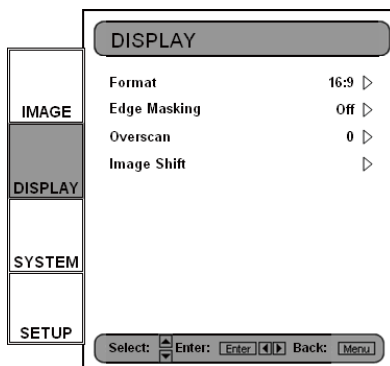 DISPLAY
Format 16:9
Edge Masking Off
Overscan 0
Image Shift
IMAGE
DISPLAY
SYSTEM
SETUP
Select: Enter: Enter Back: Menu